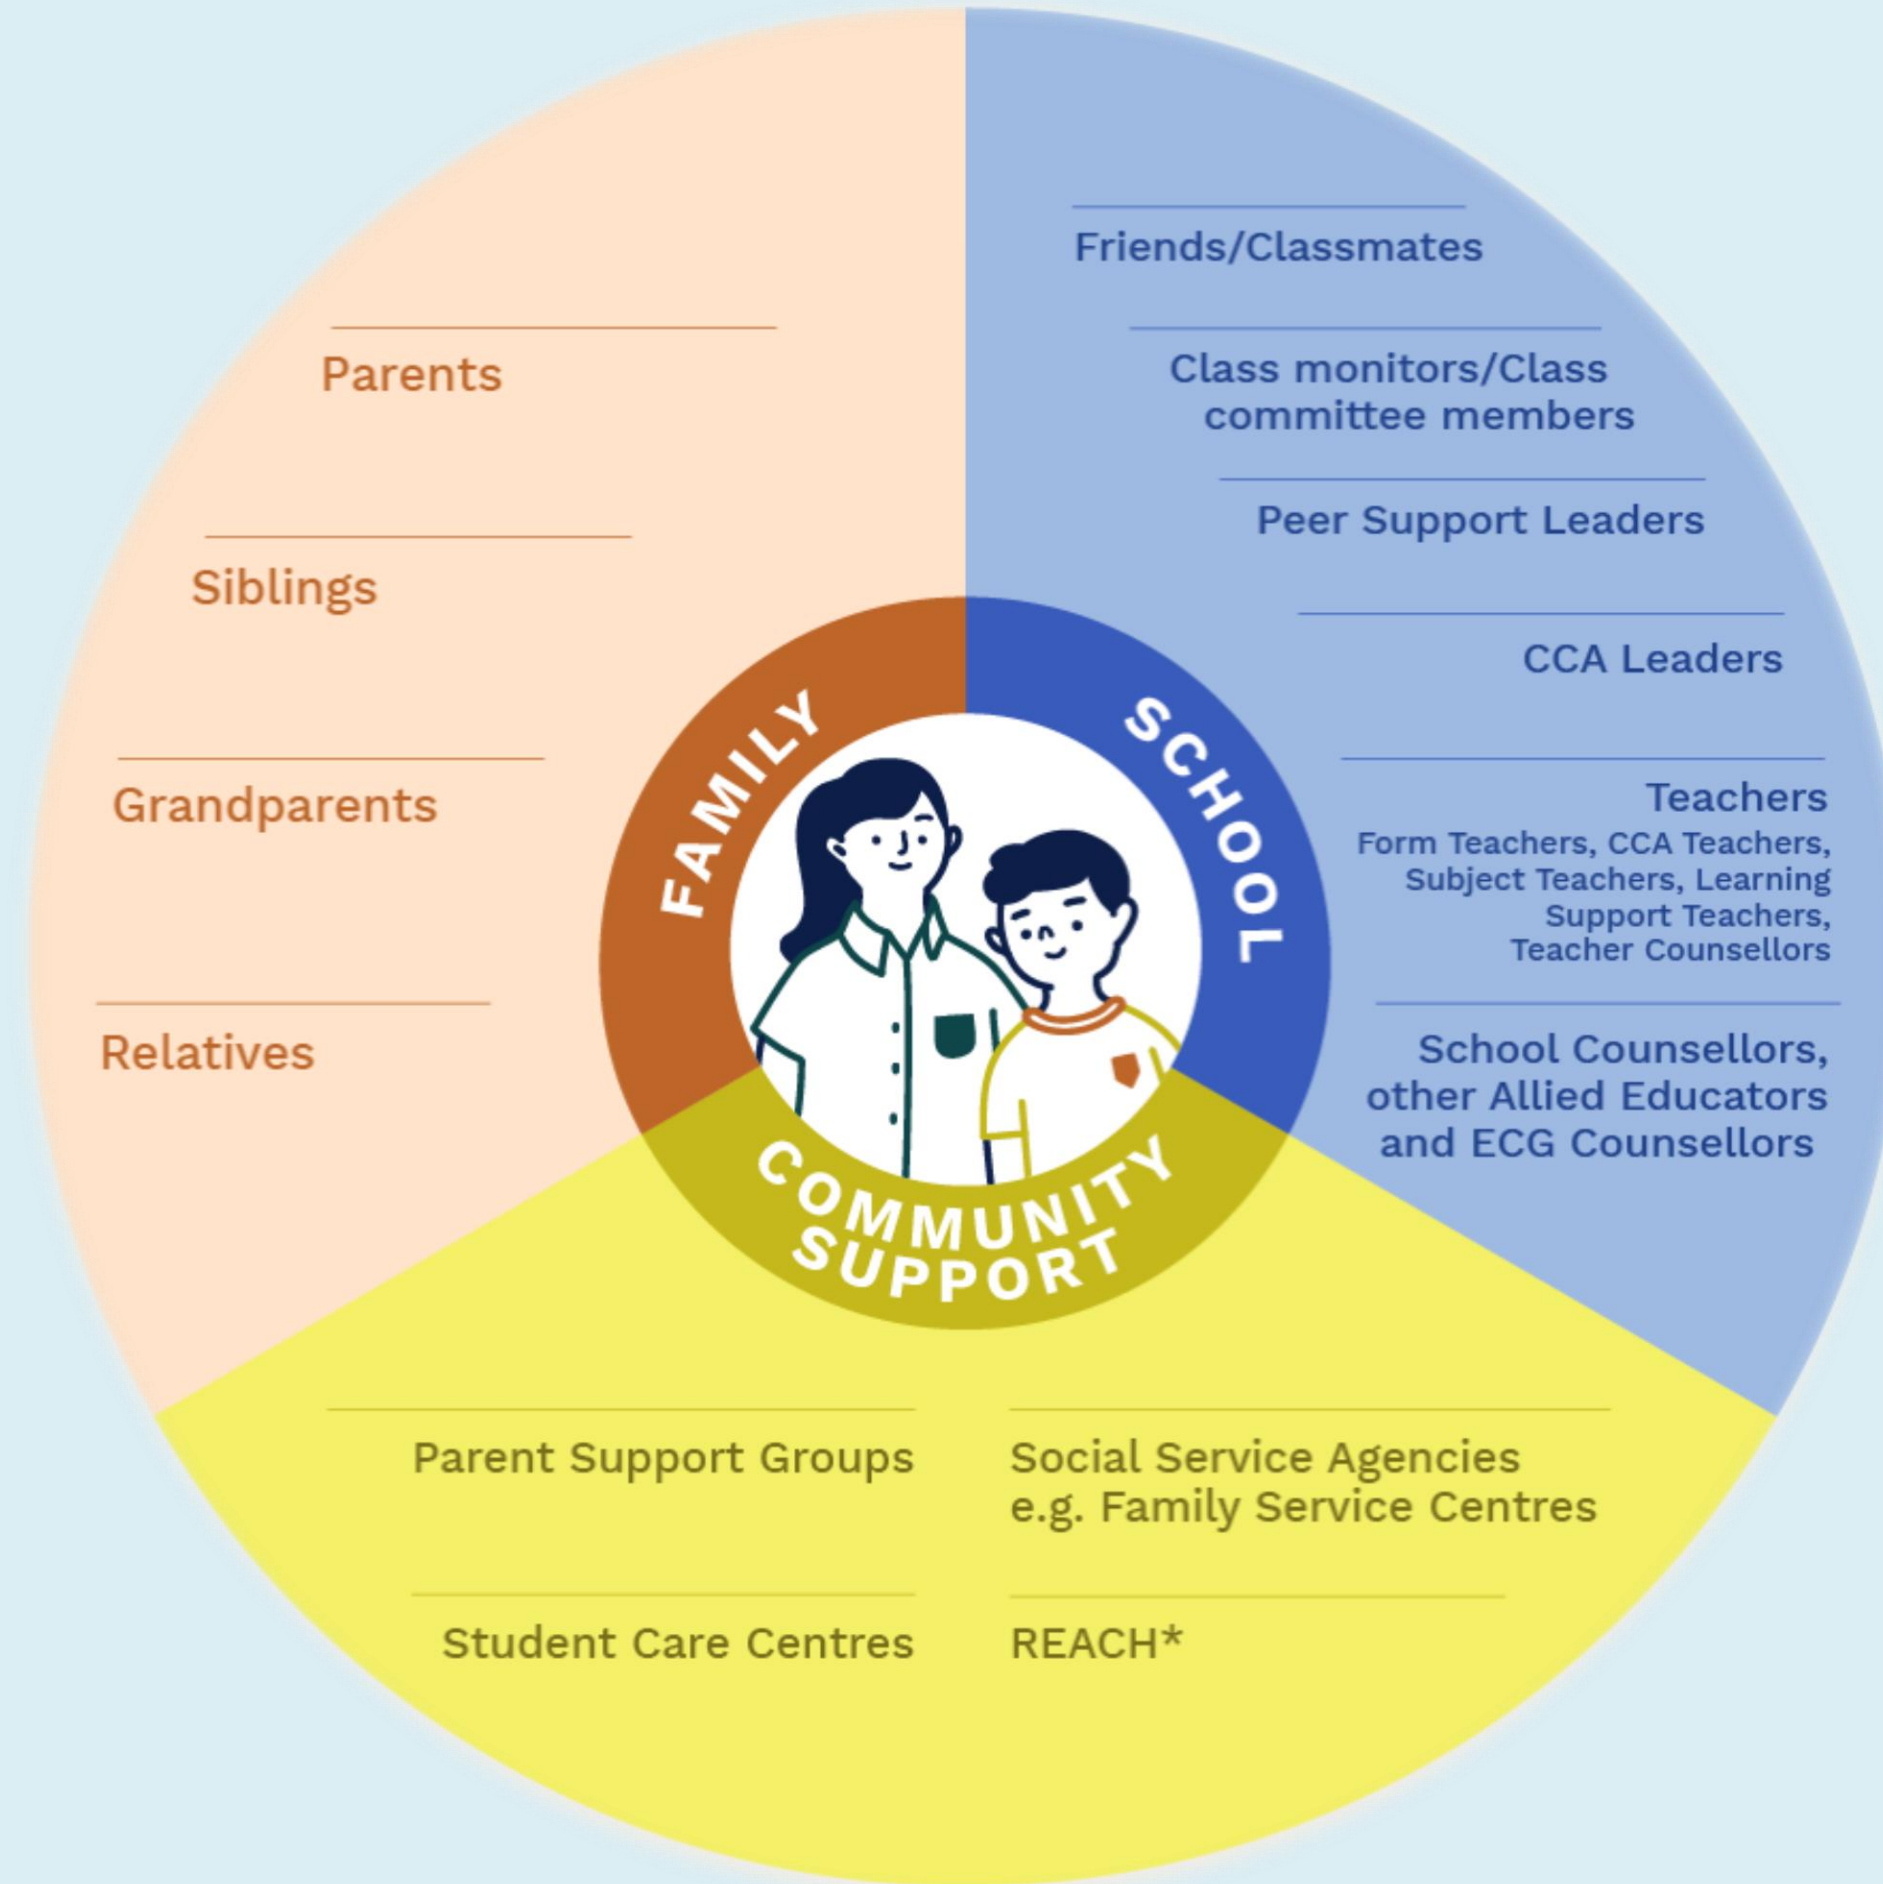 FAMILY
Parents
Siblings
Grandparents
Relatives
SCHOOL
Friends/Classmates
Class monitors/Class
committee members
Peer Support Leaders
CCA Leaders
Teachers
Form Teachers, CCA Teachers,
Subject Teachers, Learning
Support Teachers,
Teacher Counsellors
School Counsellors,
other Allied Educators
and ECG Counsellors
COMMUNITY
SUPPORT
Parent Support Groups
Student Care Centres
Social Service Agencies
e.g. Family Service Centres
REACH*